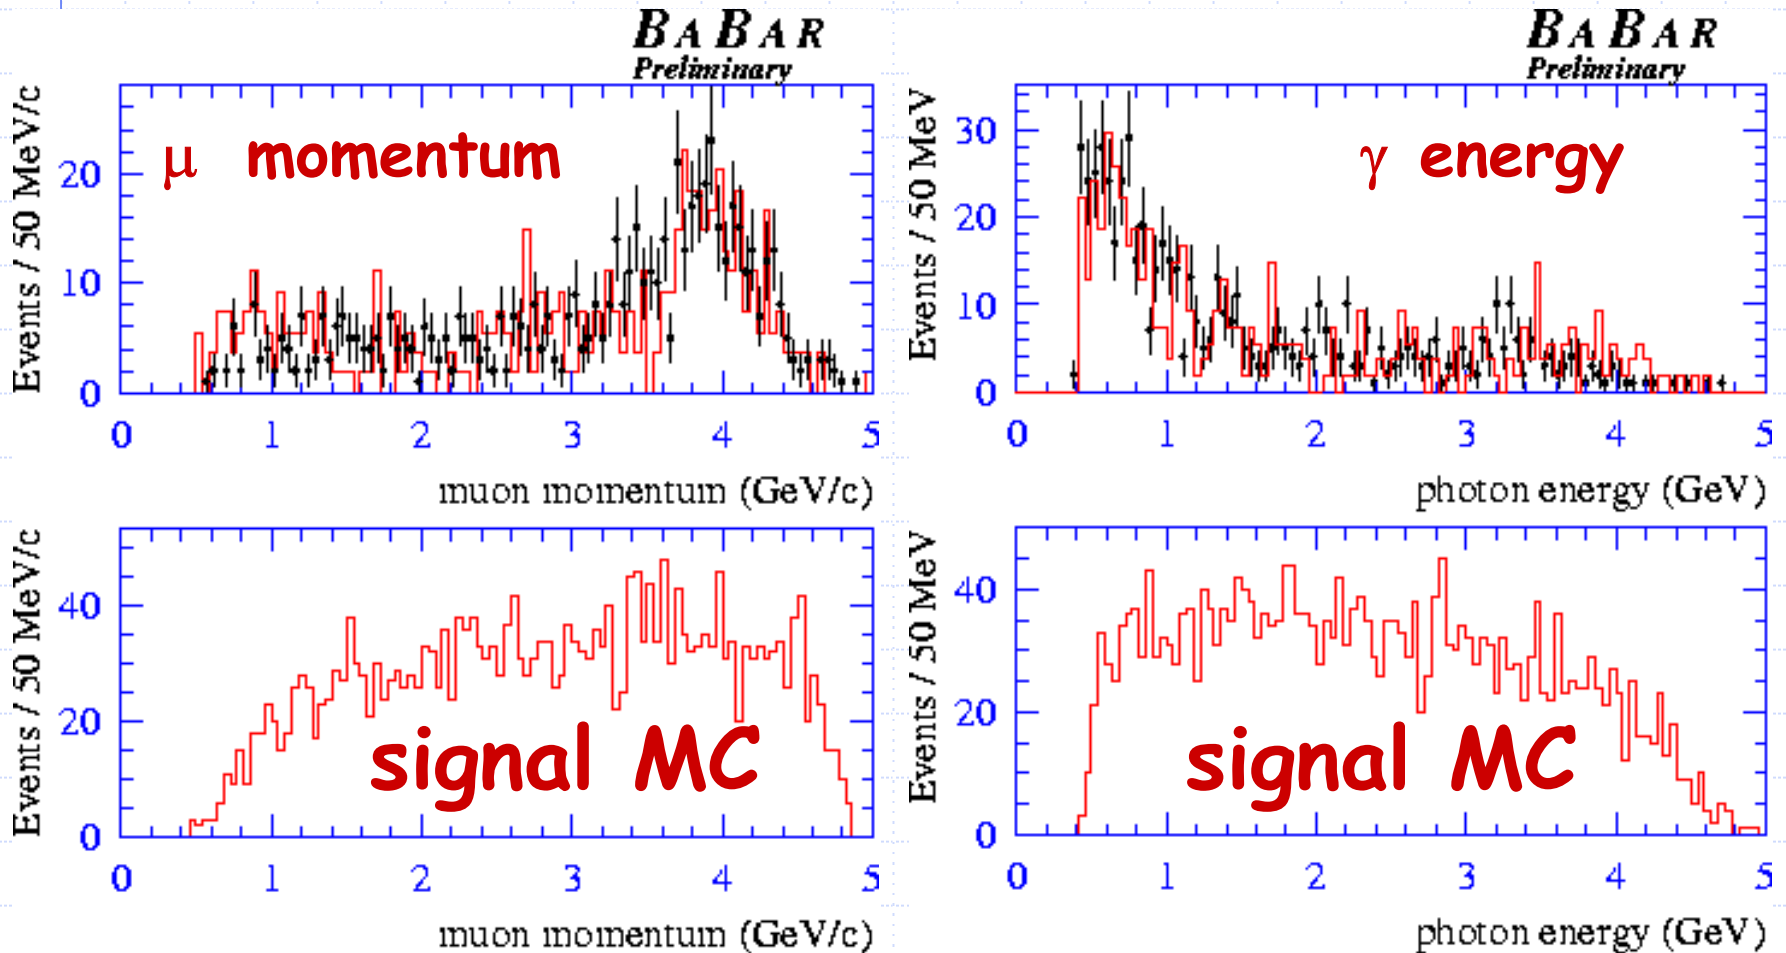 BABAR
Preliminary
Events / 50 MeV/c
20
10
0
μ momentum
0 1 2 3 4 5
muon momentum (GeV/c)
BABAR
Preliminary
Events / 50 MeV
30
20
10
0
γ energy
0 1 2 3 4 5
photon energy (GeV)
Events / 50 MeV/c
40
20
0
signal MC
0 1 2 3 4 5
muon momentum (GeV/c)
Events / 50 MeV
40
20
0
signal MC
0 1 2 3 4 5
photon energy (GeV)